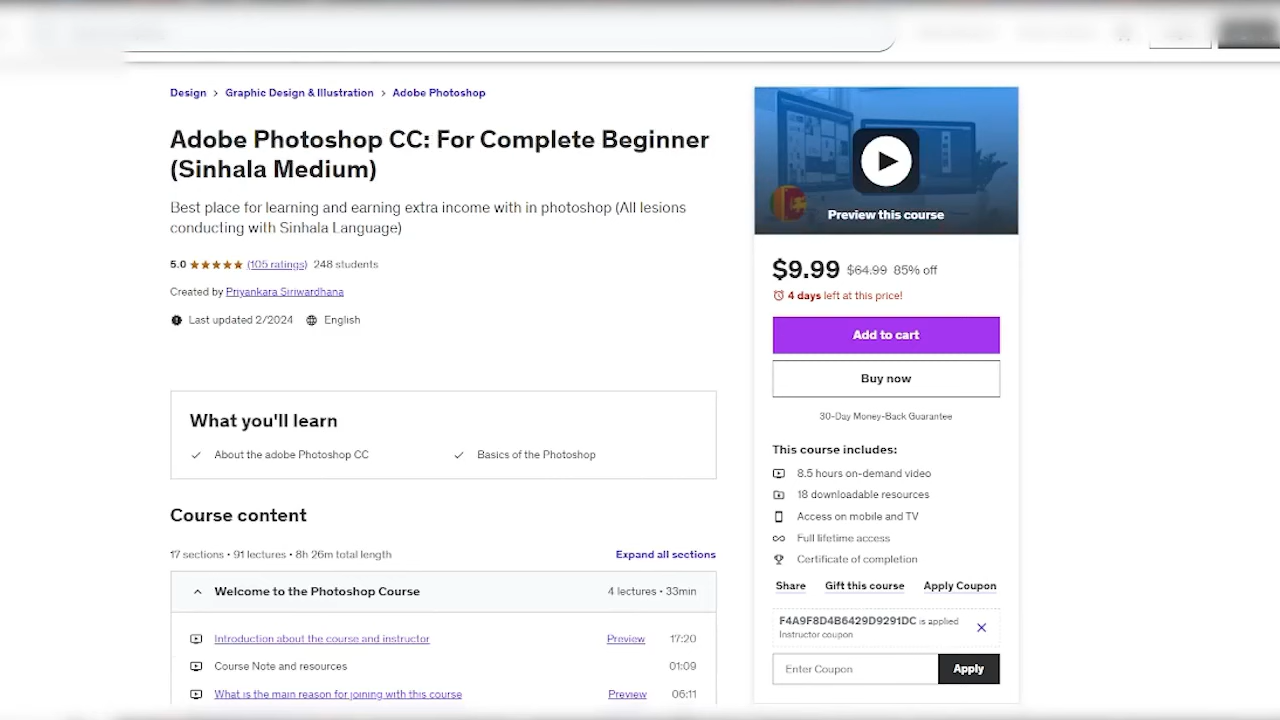 Design > Graphic Design & Illustration > Adobe Photoshop
Adobe Photoshop CC: For Complete Beginner
(Sinhala Medium)
Best place for learning and earning extra income with in photoshop (All lesions
conducting with Sinhala Language)
5.0 (105 ratings) 248 students
Created by Priyankara Siriwardhana
Last updated 2/2024 English
What you'll learn
About the adobe Photoshop CC
Basics of the Photoshop
Course content
17 sections • 91 lectures • 8h 26m total length
Expand all sections
Welcome to the Photoshop Course 4 lectures • 33min
Introduction about the course and instructor Preview 17:20
Course Note and resources 01:09
What is the main reason for joining with this course Preview 06:11
Preview this course
$9.99 $64.99 85% off
4 days left at this price!
Add to cart
Buy now
30-Day Money-Back Guarantee
This course includes:
8.5 hours on-demand video
18 downloadable resources
Access on mobile and TV
Full lifetime access
Certificate of completion
Share Gift this course Apply Coupon
F4A9F8D4B6429D9291DC is applied
Instructor coupon
Enter Coupon Apply